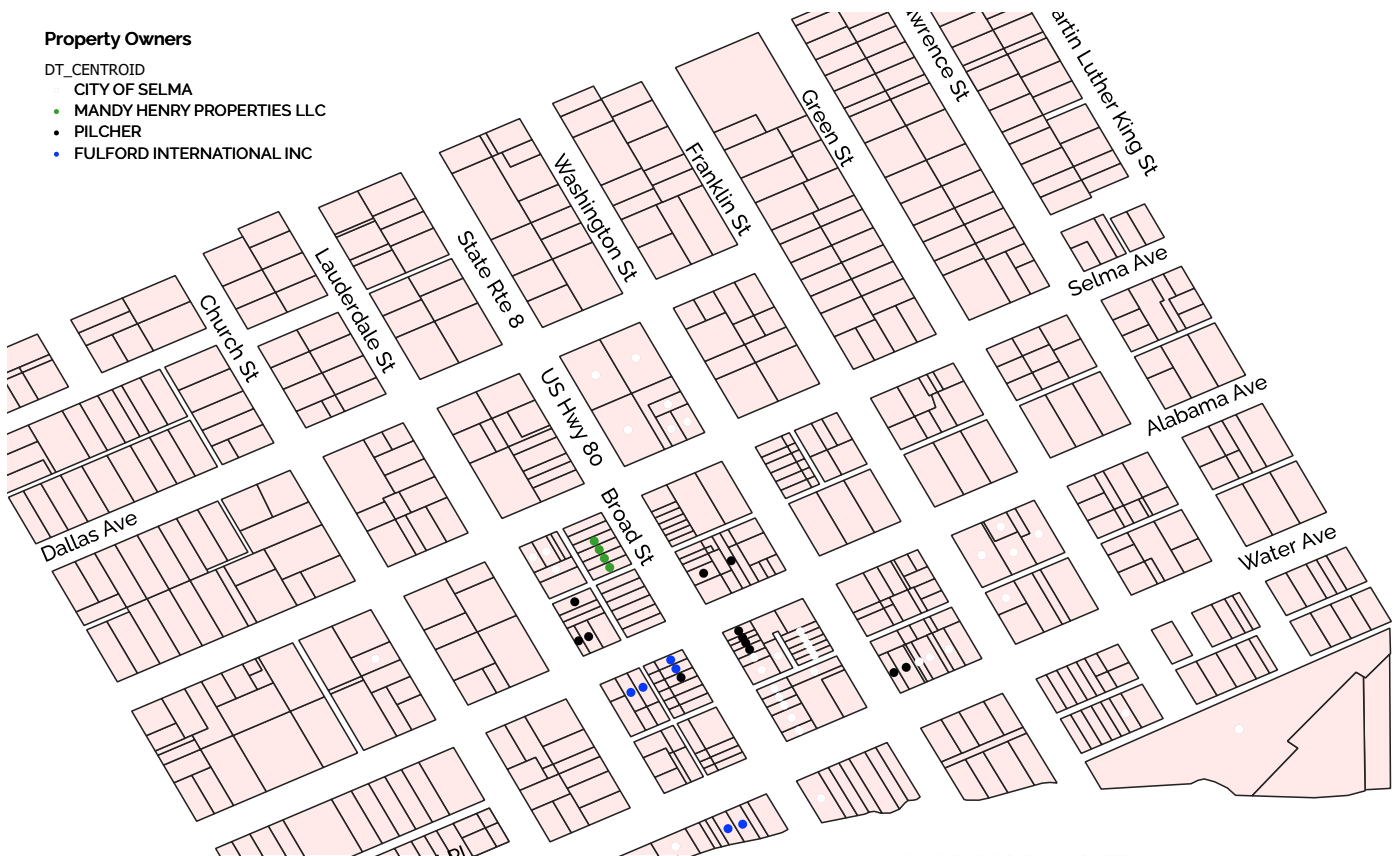 Property Owners
DT_CENTROID
CITY OF SELMA
MANDY HENRY PROPERTIES LLC
PILCHER
FULFORD INTERNATIONAL INC
wrence St
artin Luther King St
Green St
Franklin St
Washington St
State Rte 8
Lauderdale St
Church St
Selma Ave
US Hwy 80
Alabama Ave
Broad St
Dallas Ave
Water Ave